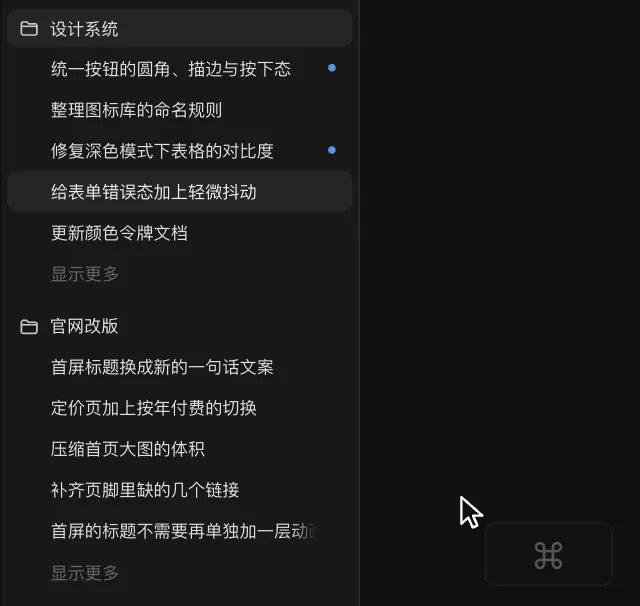 设计系统
统一按钮的圆角、描边与按下态
整理图标库的命名规则
修复深色模式下表格的对比度
给表单错误态加上轻微抖动
更新颜色令牌文档
显示更多
官网改版
首屏标题换成新的一句话文案
定价页加上按年付费的切换
压缩首页大图的体积
补齐页脚里缺的几个链接
首屏的标题不需要再单独加一层动画
显示更多
⌘